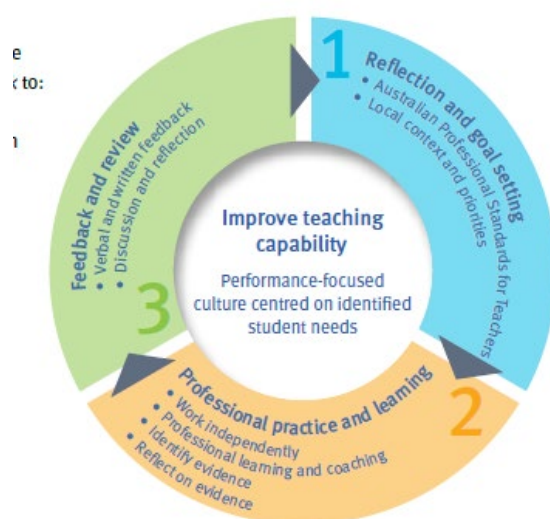 e
to:
1
Reflection and goal setting
• Australian Professional Standards for Teachers
• Local context and priorities
Improve teaching
capability
Performance-focused
culture centred on identified
student needs
2
Professional practice and learning
• Work independently
• Professional learning and coaching
• Identify evidence
• Reflect on evidence
3
Feedback and review
• Verbal and written feedback
• Discussion and reflection